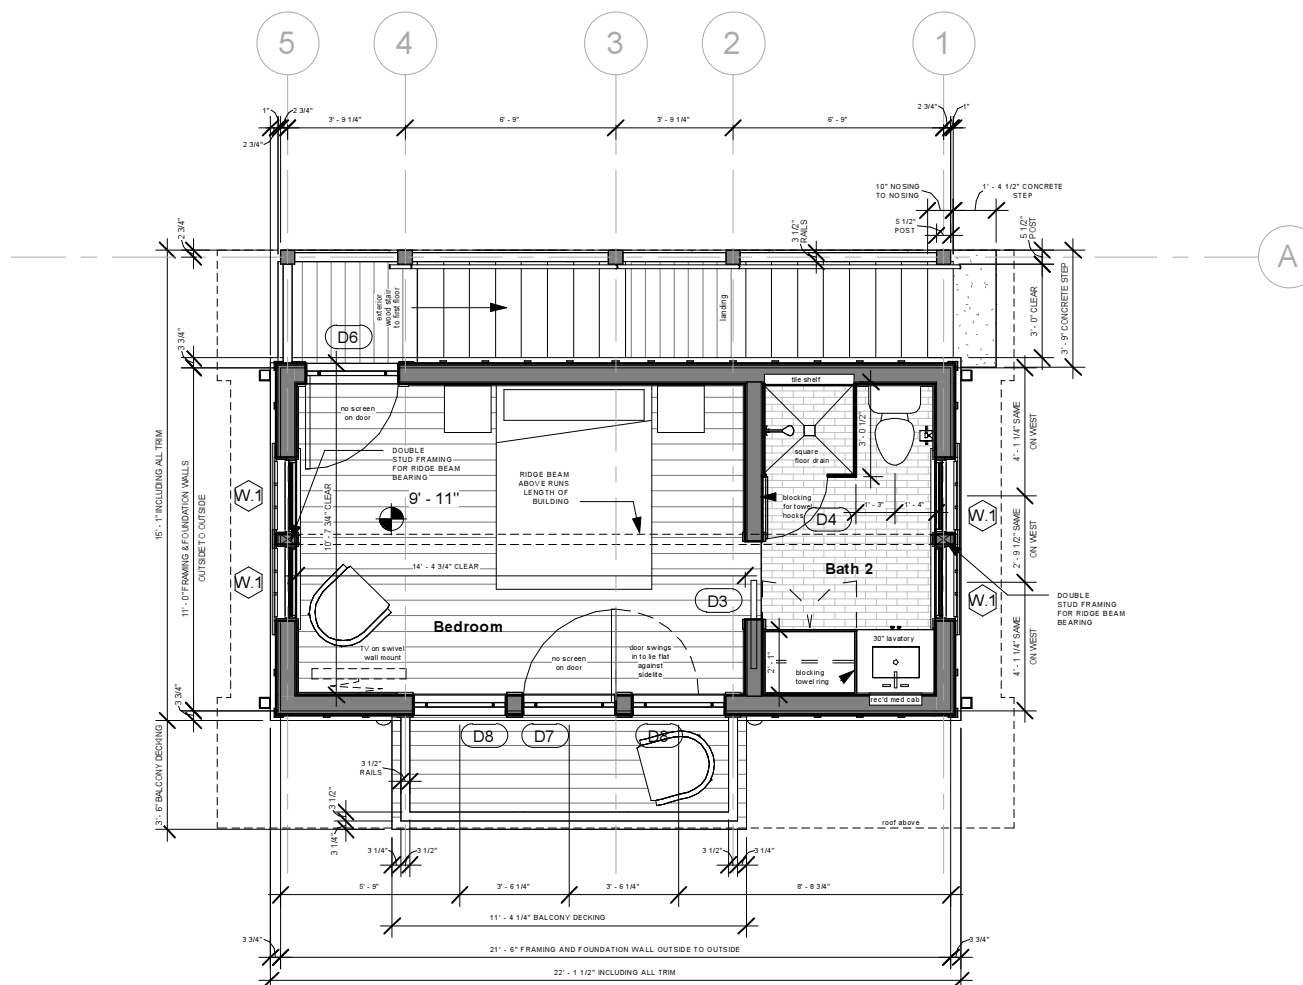 5 4 3 2 1
1" 2 3/4" 2 3/4" 1"
3' - 9 1/4" 6' - 9" 3' - 9 1/4" 6' - 9"
2 3/4"
10" NOSING
TO NOSING
1' - 4 1/2" CONCRETE
STEP
5 1/2"
POST
3 1/2"
RAILS
5 1/2"
POST
2 3/4"
A
exterior
wood stair
to first floor
landing
3' - 0" CLEAR
3' - 9" CONCRETE STEP
D6
3 3/4"
tile shelf
no screen
on door
3' - 0 1/2"
4' - 1 1/4" SAME
ON WEST
DOUBLE
STUD FRAMING
FOR RIDGE BEAM
BEARING
square
floor drain
RIDGE BEAM
ABOVE RUNS
LENGTH OF
BUILDING
15' - 1" INCLUDING ALL TRIM
11' - 0" FRAMING & FOUNDATION WALLS
OUTSIDE TO OUTSIDE
W.1
9' - 11"
blocking
for towel
hooks
1' - 3" 1' - 4"
D4
W.1
10' - 7 3/4" CLEAR
2' - 9 1/2" SAME
ON WEST
14' - 4 3/4" CLEAR
Bath 2
W.1
D3
W.1
DOUBLE
STUD FRAMING
FOR RIDGE BEAM
BEARING
Bedroom
30" lavatory
TV on swivel
wall mount
no screen
on door
door swings
in to lie flat
against
sidelite
2' - 1"
blocking
towel ring
4' - 1 1/4" SAME
ON WEST
rec'd med cab
3 3/4"
D8 D7 D8
3' - 6" BALCONY DECKING
3 1/2"
RAILS
3 1/2"
3 1/4"
roof above
3 1/4" 3 1/2" 3 1/2" 3 1/4"
5' - 9" 3' - 6 1/4" 3' - 6 1/4" 8' - 8 3/4"
11' - 4 1/4" BALCONY DECKING
3 3/4" 3 3/4"
21' - 6" FRAMING AND FOUNDATION WALL OUTSIDE TO OUTSIDE
22' - 1 1/2" INCLUDING ALL TRIM